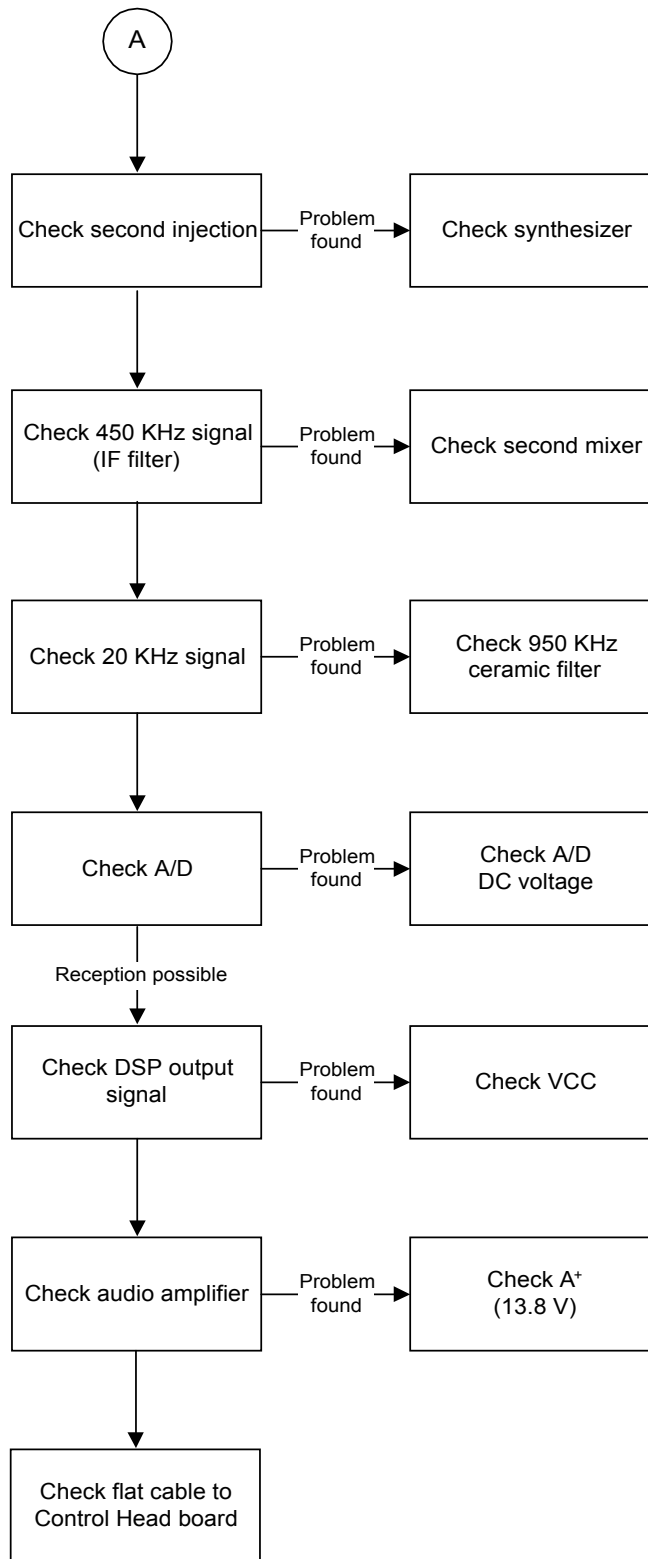 A
Check second injection
Problem
found
Check synthesizer
Check 450 KHz signal
(IF filter)
Problem
found
Check second mixer
Check 20 KHz signal
Problem
found
Check 950 KHz
ceramic filter
Check A/D
Problem
found
Check A/D
DC voltage
Reception possible
Check DSP output
signal
Problem
found
Check VCC
Check audio amplifier
Problem
found
Check A⁺
(13.8 V)
Check flat cable to
Control Head board